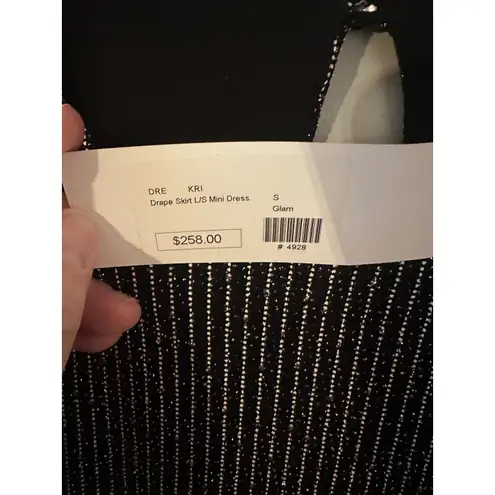 DRE KRI
Drape Skirt L/S Mini Dress S
Glam
$258.00
# 4928